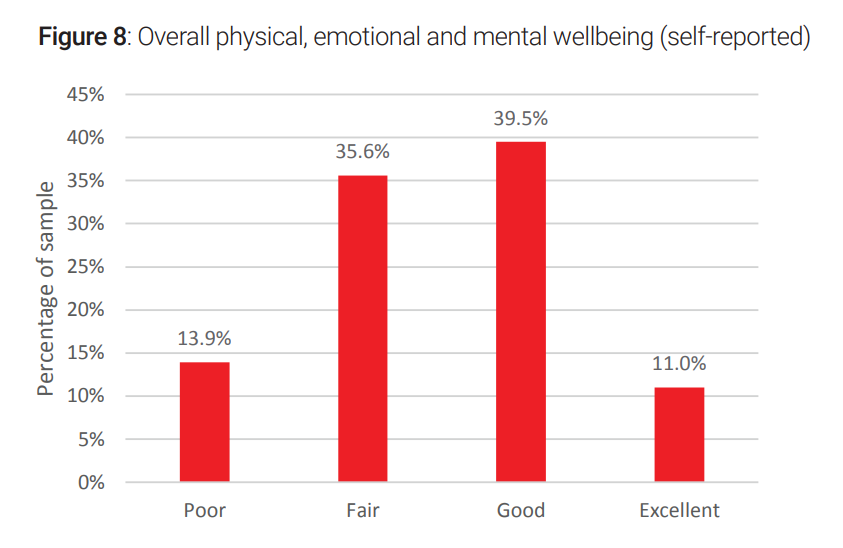 Figure 8: Overall physical, emotional and mental wellbeing (self-reported)
45%
40%
35%
30%
25%
20%
15%
10%
5%
0%
Percentage of sample
13.9%
35.6%
39.5%
11.0%
Poor
Fair
Good
Excellent